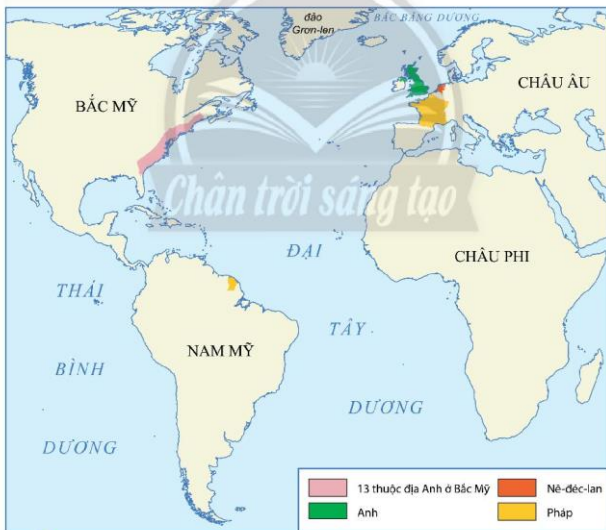 đảo
Grơn-len
BẮC BĂNG DƯƠNG
BẮC MỸ
CHÂU ÂU
Chân trời sáng tạo
ĐẠI
CHÂU PHI
THÁI
TÂY
NAM MỸ
BÌNH
DƯƠNG
DƯƠNG
13 thuộc địa Anh ở Bắc Mỹ
Nê-đéc-lan
Anh
Pháp